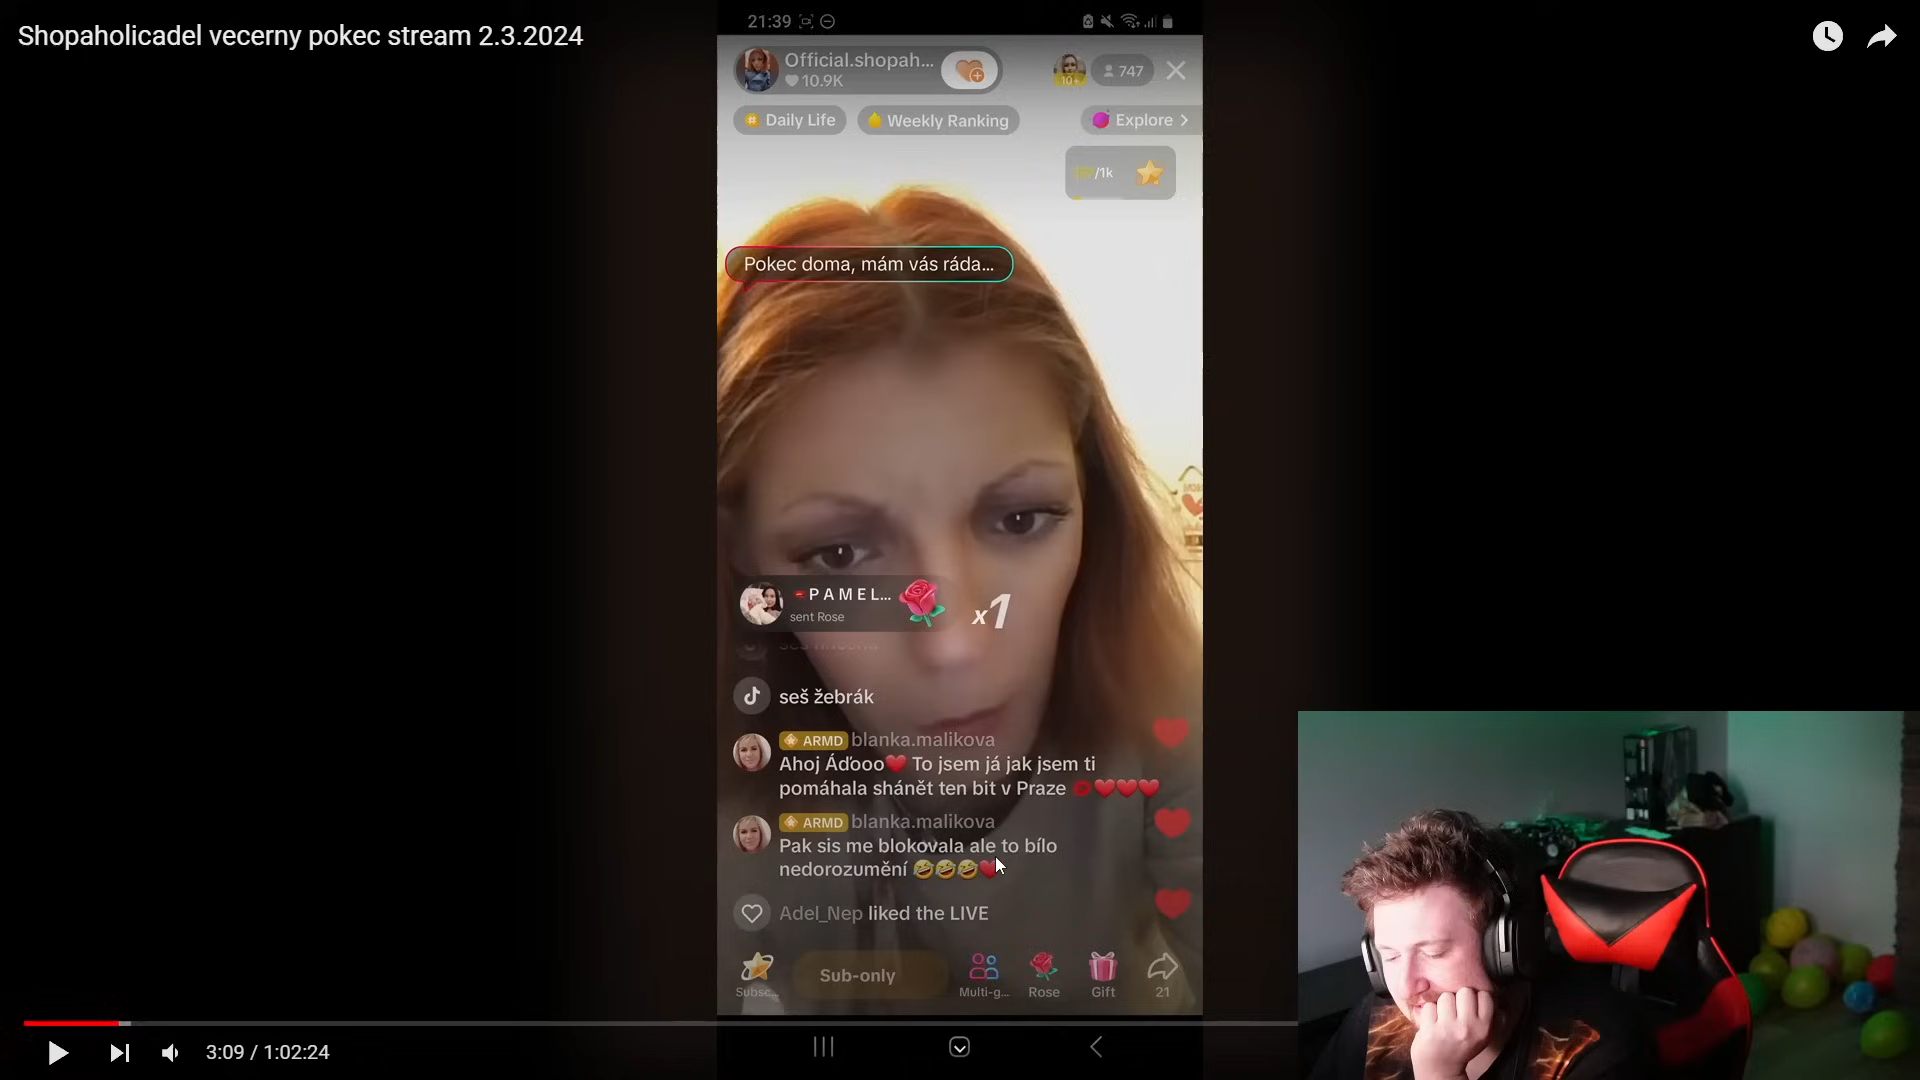 Shopaholicadel vecerny pokec stream 2.3.2024
21:39
Official.shopah...
10.9K
10+
747
Daily Life
Weekly Ranking
Explore >
/1k
Pokec doma, mám vás ráda...
P A M E L...
sent Rose
x1
seš žebrák
ARMD blanka.malikova
Ahoj Áďooo❤️ To jsem já jak jsem ti
pomáhala shánět ten bit v Praze
ARMD blanka.malikova
Pak sis me blokovala ale to bílo
nedorozumění 🤣🤣🤣❤️
Adel_Nep liked the LIVE
Subsc...
Sub-only
Multi-g...
Rose
Gift
21
3:09 / 1:02:24